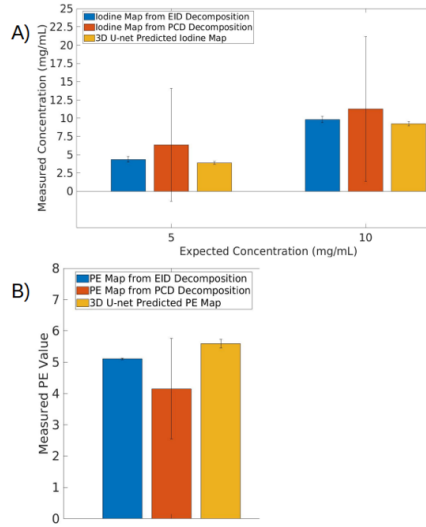 A)
25
20
17.5
15
12.5
10
7.5
5
2.5
0
Measured Concentration (mg/mL)
Iodine Map from EID Decomposition
Iodine Map from PCD Decomposition
3D U-net Predicted Iodine Map
5
10
Expected Concentration (mg/mL)
B)
8
7
6
5
4
3
2
1
0
Measured PE Value
PE Map from EID Decomposition
PE Map from PCD Decomposition
3D U-net Predicted PE Map